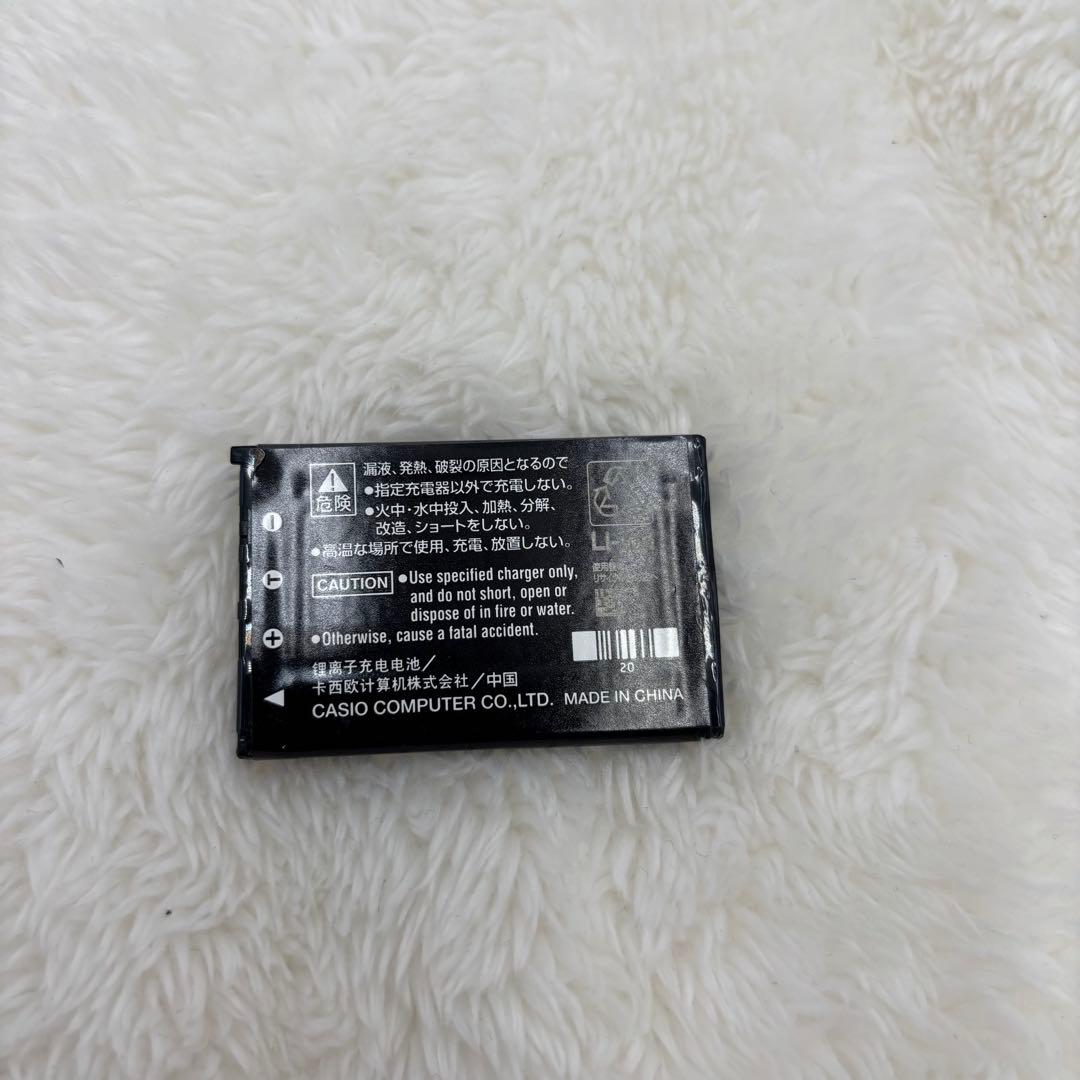 危険
漏液、発熱、破裂の原因となるので
●指定充電器以外で充電しない。
●火中・水中投入、加熱、分解、
改造、ショートをしない。
●高温な場所で使用、充電、放置しない。
CAUTION
●Use specified charger only,
and do not short, open or
dispose of in fire or water.
●Otherwise, cause a fatal accident.
锂离子充电电池/
卡西欧计算机株式会社/中国
CASIO COMPUTER CO.,LTD. MADE IN CHINA
Li-
20
T